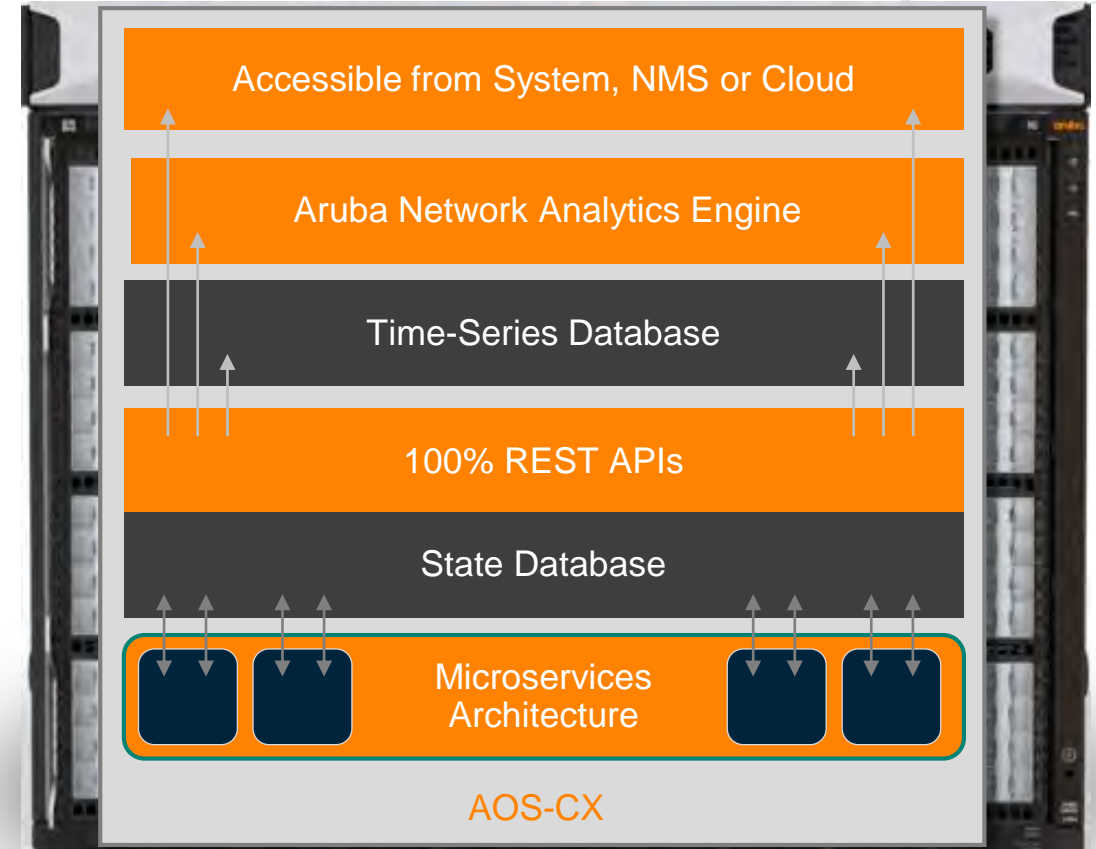 Accessible from System, NMS or Cloud
Aruba Network Analytics Engine
Time-Series Database
100% REST APIs
State Database
Microservices
Architecture
AOS-CX
aruba